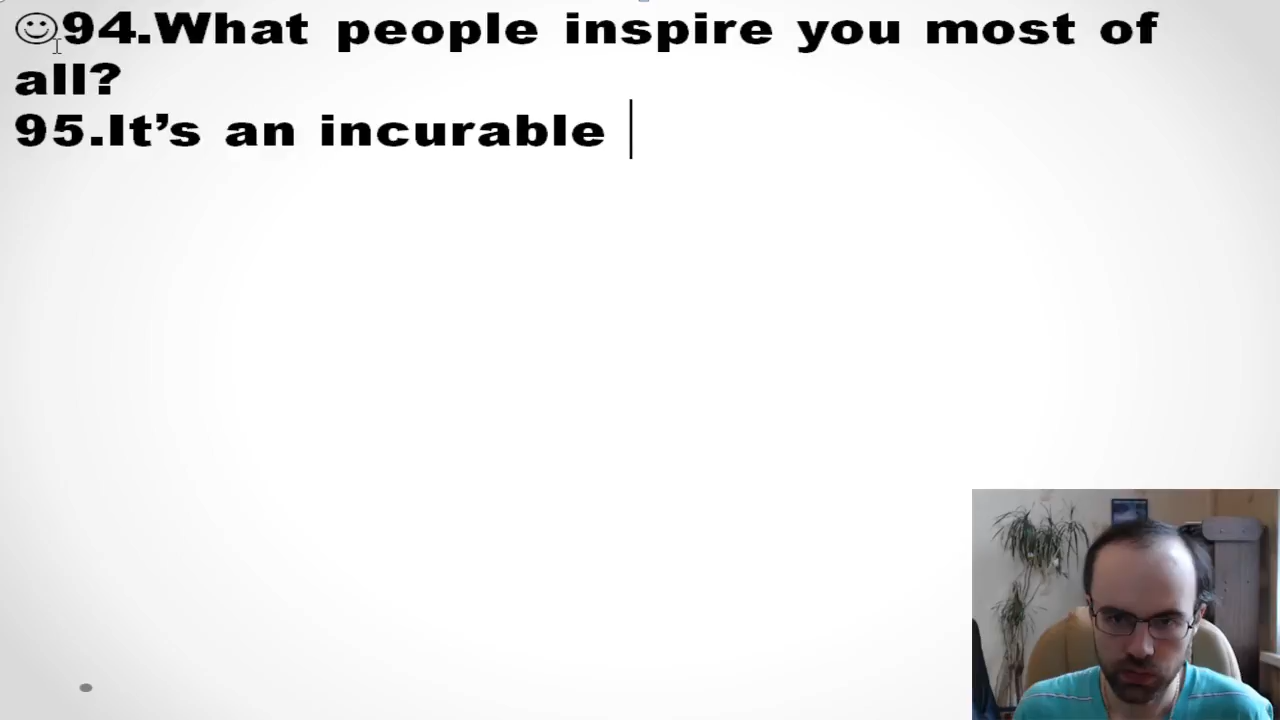 ☺94.What people inspire you most of
all?
95.It’s an incurable